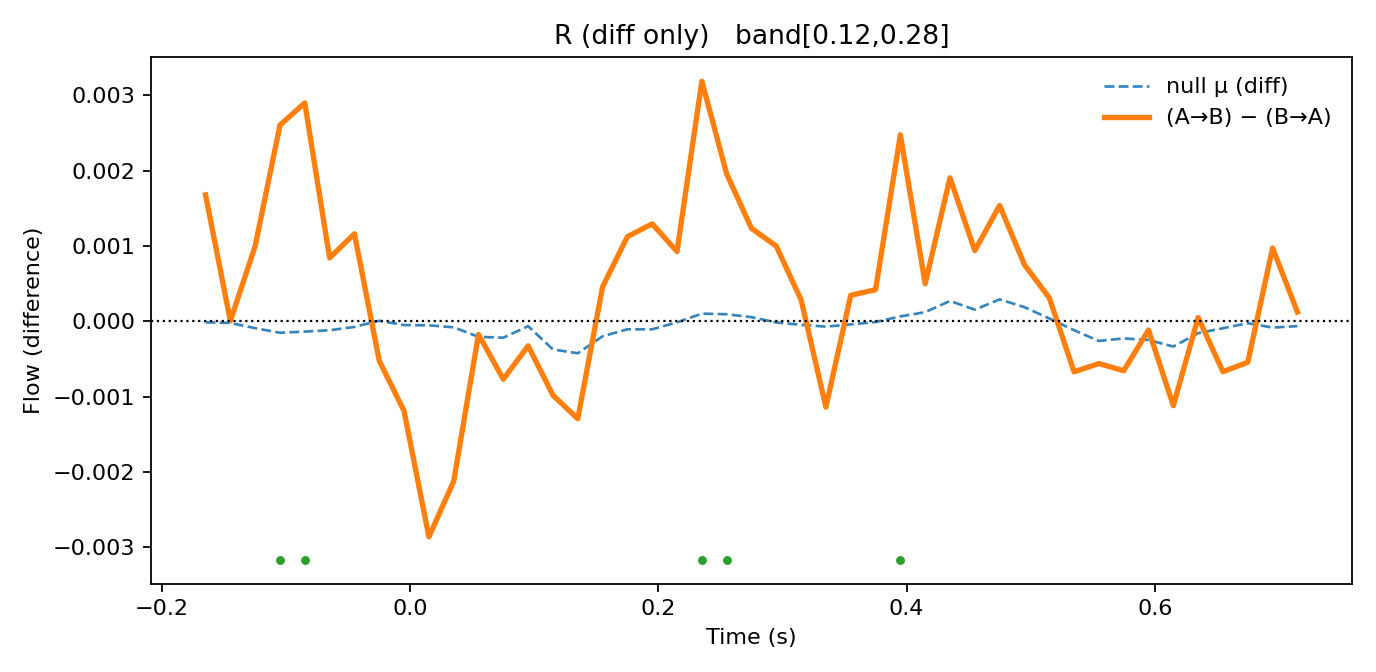 R (diff only)   band[0.12,0.28]
null µ (diff)
(A→B) − (B→A)
Flow (difference)
0.003
0.002
0.001
0.000
−0.001
−0.002
−0.003
−0.2
0.0
0.2
0.4
0.6
Time (s)